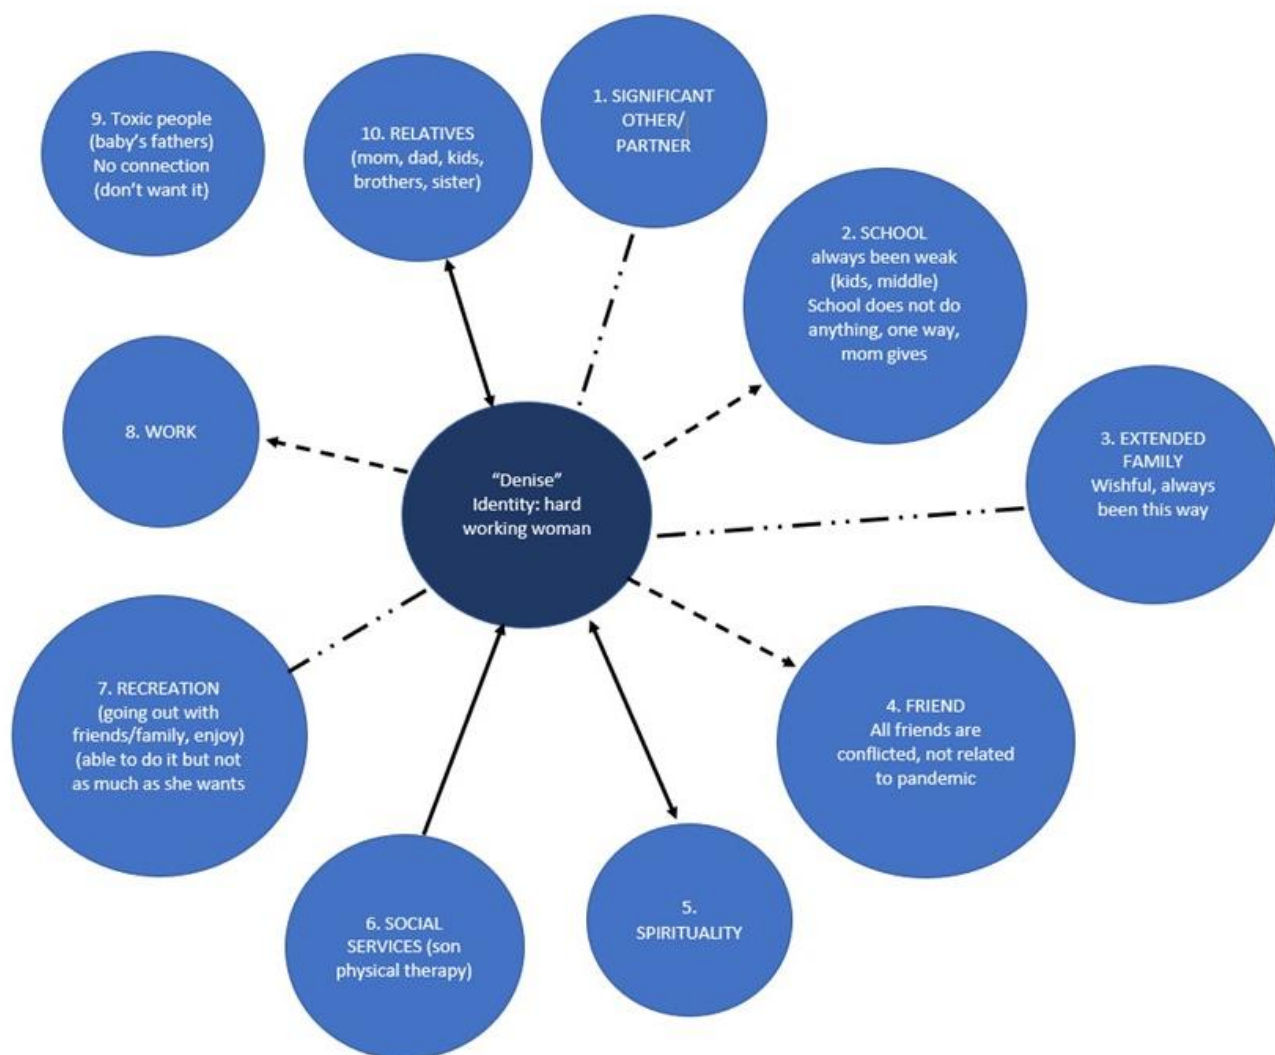 9. Toxic people
(baby’s fathers)
No connection
(don’t want it)
10. RELATIVES
(mom, dad, kids,
brothers, sister)
1. SIGNIFICANT
OTHER/
PARTNER
2. SCHOOL
always been weak
(kids, middle)
School does not do
anything, one way,
mom gives
3. EXTENDED
FAMILY
Wishful, always
been this way
8. WORK
“Denise”
Identity: hard
working woman
7. RECREATION
(going out with
friends/family, enjoy)
(able to do it but not
as much as she wants
4. FRIEND
All friends are
conflicted, not related
to pandemic
6. SOCIAL
SERVICES (son
physical therapy)
5.
SPIRITUALITY